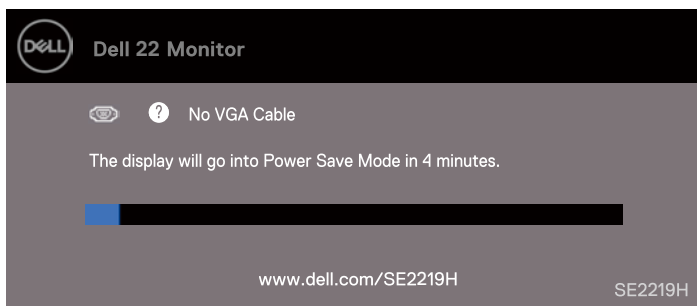 DELL
Dell 22 Monitor
? No VGA Cable
The display will go into Power Save Mode in 4 minutes.
www.dell.com/SE2219H
SE2219H